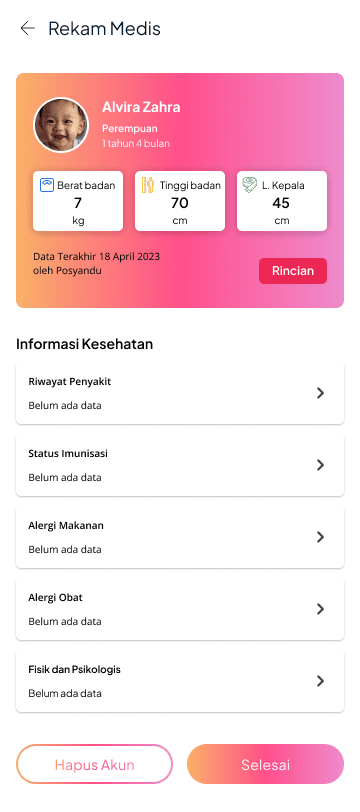 Rekam Medis
Alvira Zahra
Perempuan
1 tahun 4 bulan
Berat badan
7
kg
Tinggi badan
70
cm
L. Kepala
45
cm
Data Terakhir 18 April 2023
oleh Posyandu
Rincian
Informasi Kesehatan
Riwayat Penyakit
Belum ada data
Status Imunisasi
Belum ada data
Alergi Makanan
Belum ada data
Alergi Obat
Belum ada data
Fisik dan Psikologis
Belum ada data
Hapus Akun
Selesai